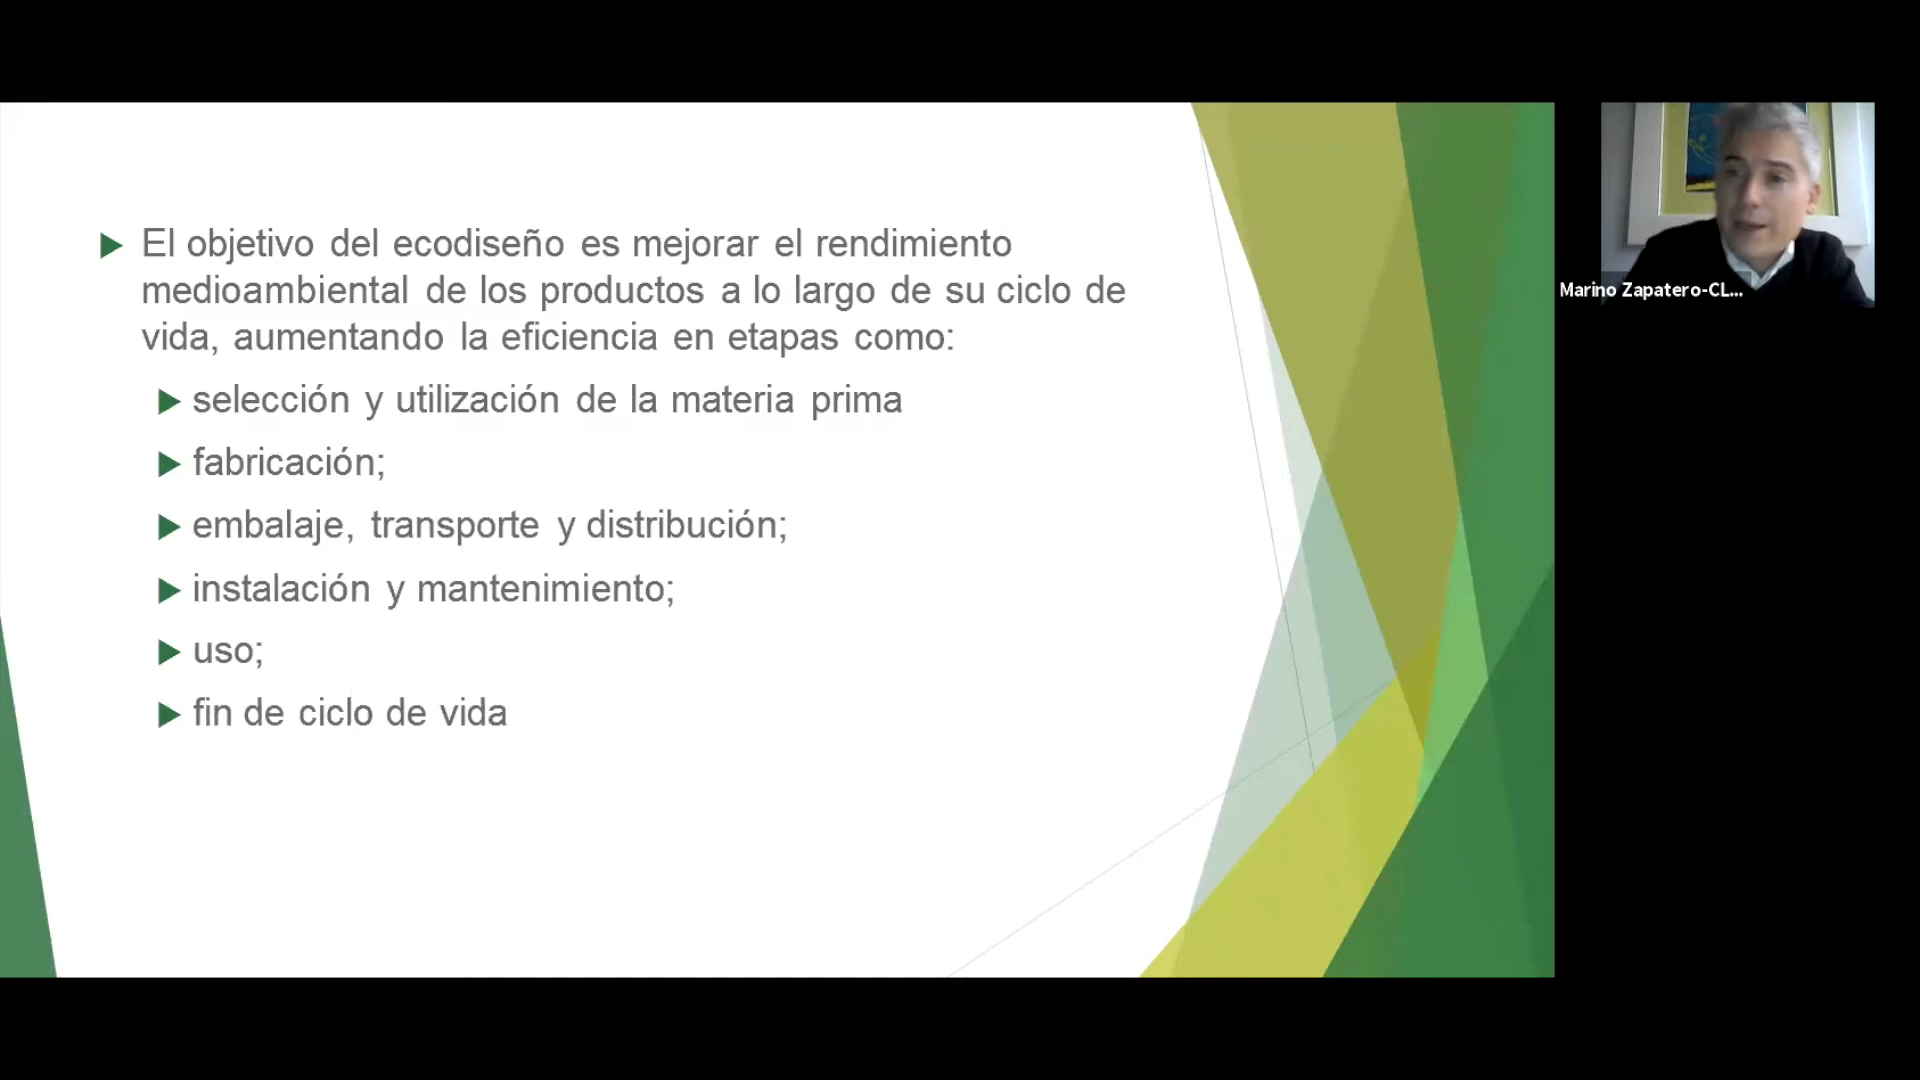 El objetivo del ecodiseño es mejorar el rendimiento
medioambiental de los productos a lo largo de su ciclo de
vida, aumentando la eficiencia en etapas como:
selección y utilización de la materia prima
fabricación;
embalaje, transporte y distribución;
instalación y mantenimiento;
uso;
fin de ciclo de vida
Marino Zapatero-CL...